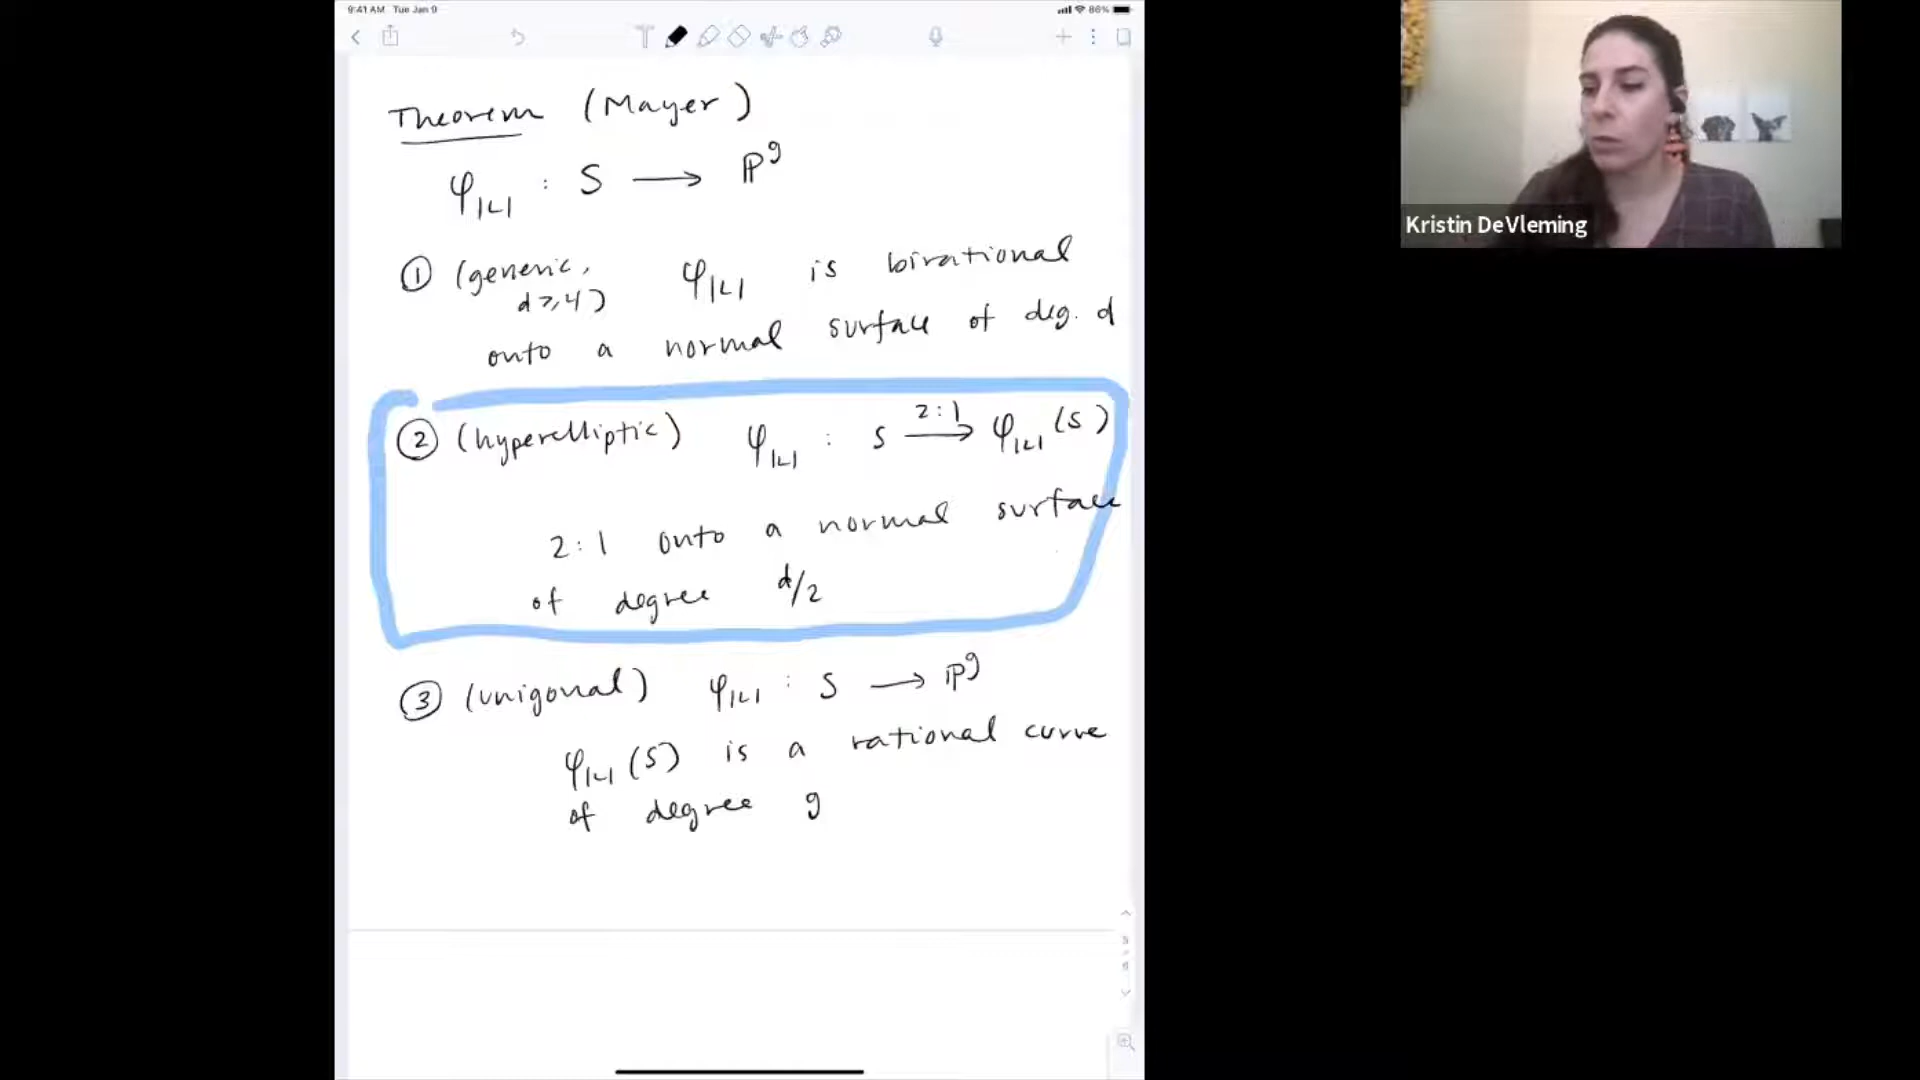 9:41 AM Tue Jan 9
86%
Theorem (Mayer)
φ|L| : S → ℙ^g
① (generic, d ≥ 4) φ|L| is birational
onto a normal surface of deg. d
② (hyperelliptic) φ|L| : S 2:1→ φ|L|(S)
2:1 onto a normal surface
of degree d/2
③ (unigonal) φ|L| : S → ℙ^g
φ|L|(S) is a rational curve
of degree g
Kristin DeVleming